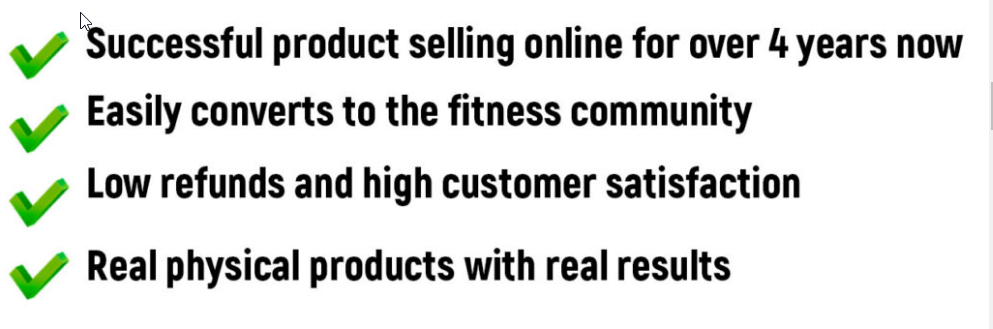 Successful product selling online for over 4 years now
Easily converts to the fitness community
Low refunds and high customer satisfaction
Real physical products with real results